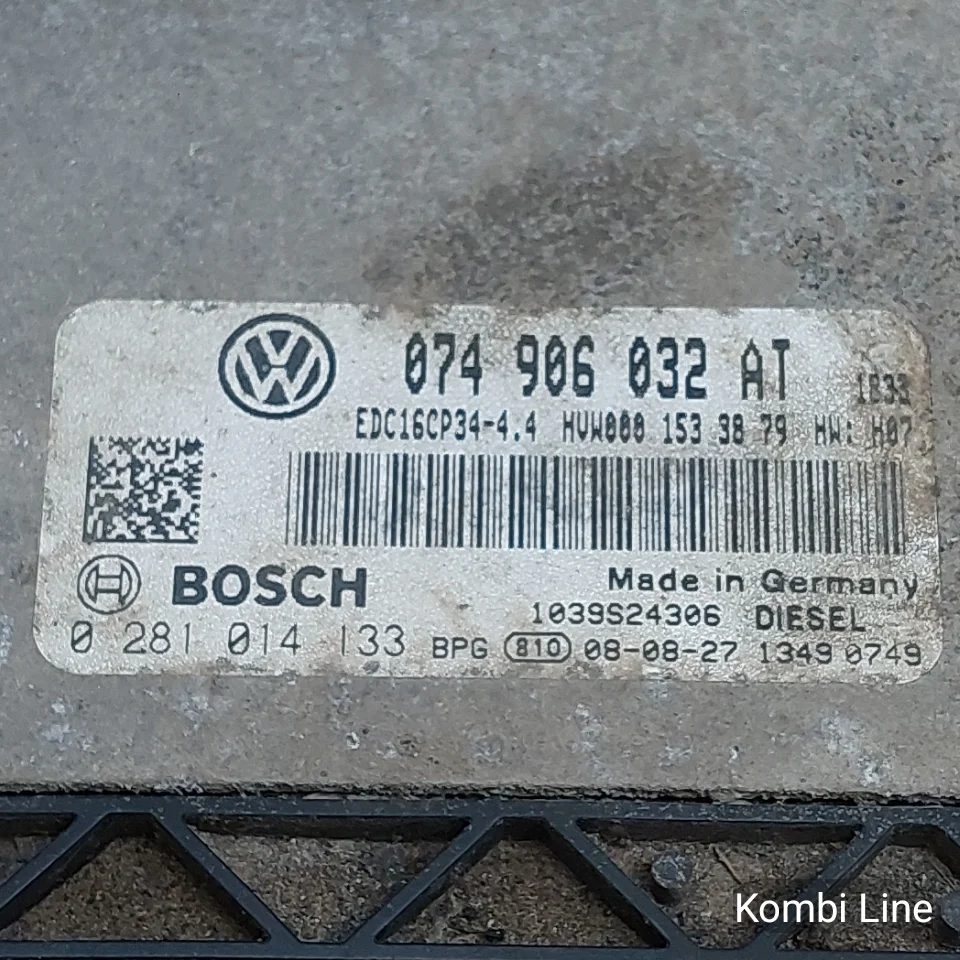 074 906 032 AT 1833
EDC16CP34-4.4 HVW000 153 38 79 HW: H07
BOSCH
Made in Germany
1039S24306 DIESEL
0 281 014 133 BPG 810 08-08-27 1349 0749
Kombi Line